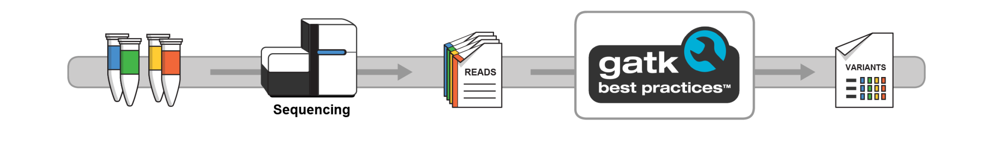 Sequencing
READS
gatk
best practices™
VARIANTS